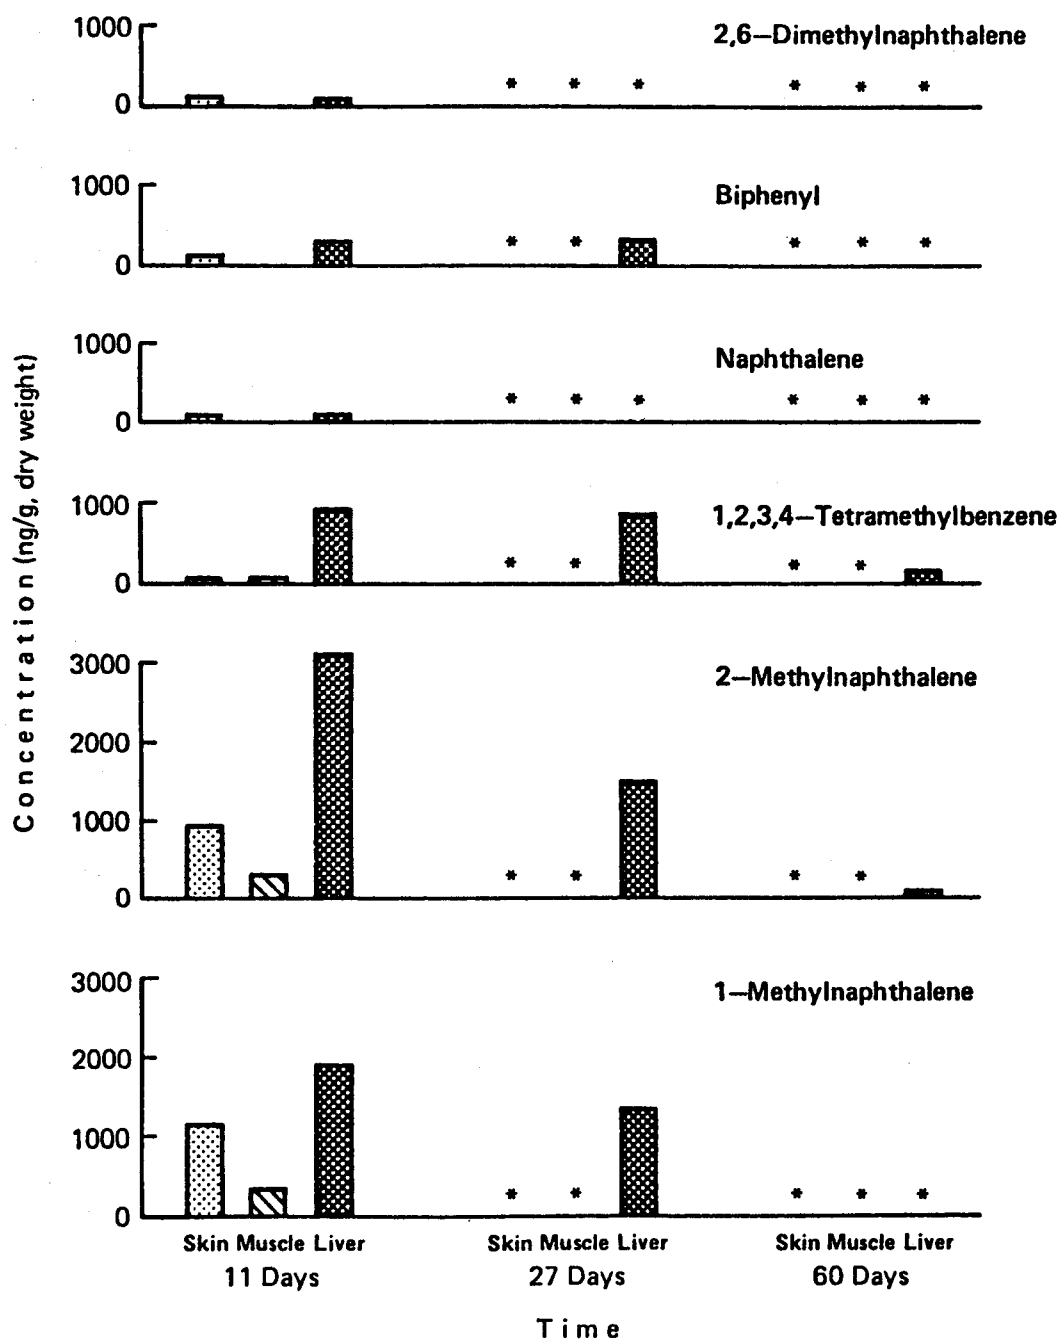 1000
2,6–Dimethylnaphthalene
* * * * * *
0
1000
Biphenyl
* * * * *
0
1000
Naphthalene
* * * * * *
0
1000
1,2,3,4–Tetramethylbenzene
* * * *
0
3000
2–Methylnaphthalene
2000
1000
* * * *
0
3000
1–Methylnaphthalene
2000
1000
* * * * *
0
Concentration (ng/g, dry weight)
Skin Muscle Liver Skin Muscle Liver Skin Muscle Liver
11 Days 27 Days 60 Days
Time